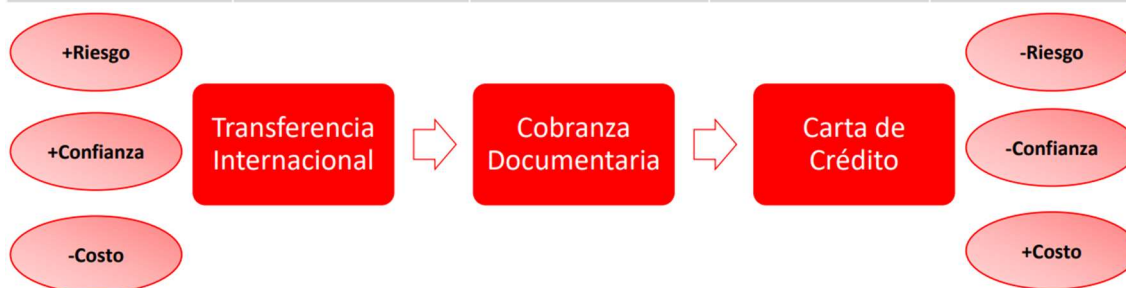 +Riesgo
+Confianza
-Costo
Transferencia
Internacional
Cobranza
Documentaria
Carta de
Crédito
-Riesgo
-Confianza
+Costo